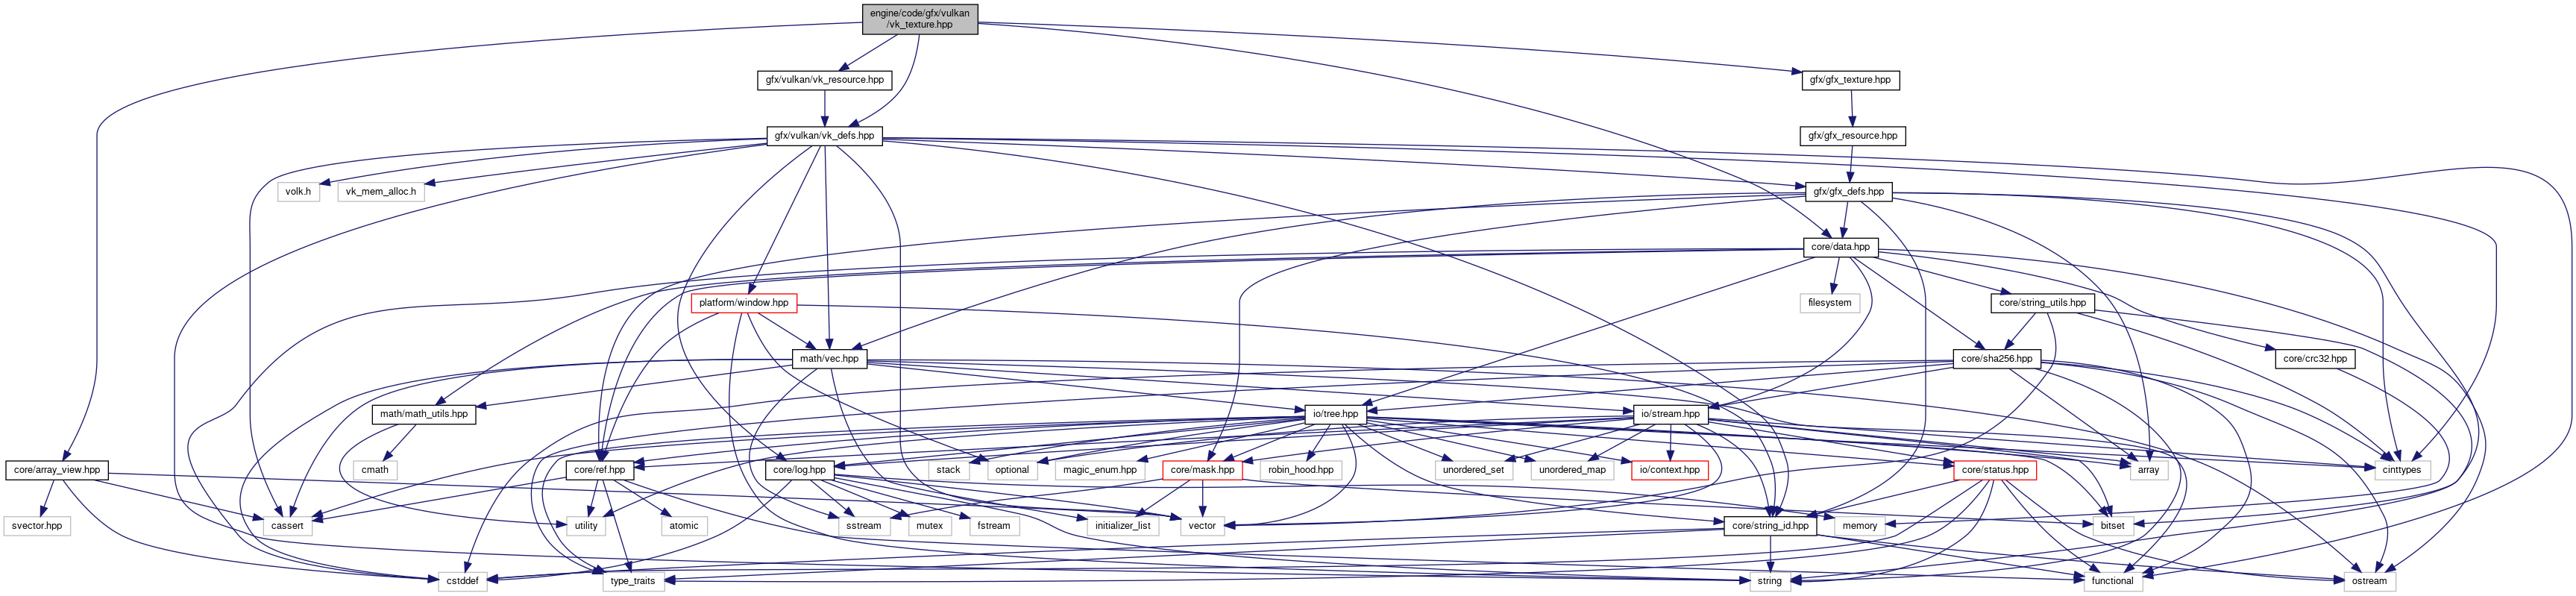 engine/code/gfx/vulkan
/vk_texture.hpp
gfx/vulkan/vk_resource.hpp
gfx/gfx_texture.hpp
gfx/vulkan/vk_defs.hpp
gfx/gfx_resource.hpp
volk.h
vk_mem_alloc.h
gfx/gfx_defs.hpp
core/data.hpp
platform/window.hpp
filesystem
core/string_utils.hpp
math/vec.hpp
core/sha256.hpp
core/crc32.hpp
math/math_utils.hpp
io/tree.hpp
io/stream.hpp
core/array_view.hpp
cmath
core/ref.hpp
core/log.hpp
stack
optional
magic_enum.hpp
core/mask.hpp
robin_hood.hpp
unordered_set
unordered_map
io/context.hpp
core/status.hpp
array
cinttypes
svector.hpp
cassert
utility
atomic
sstream
mutex
fstream
initializer_list
vector
core/string_id.hpp
memory
bitset
cstddef
type_traits
string
functional
ostream